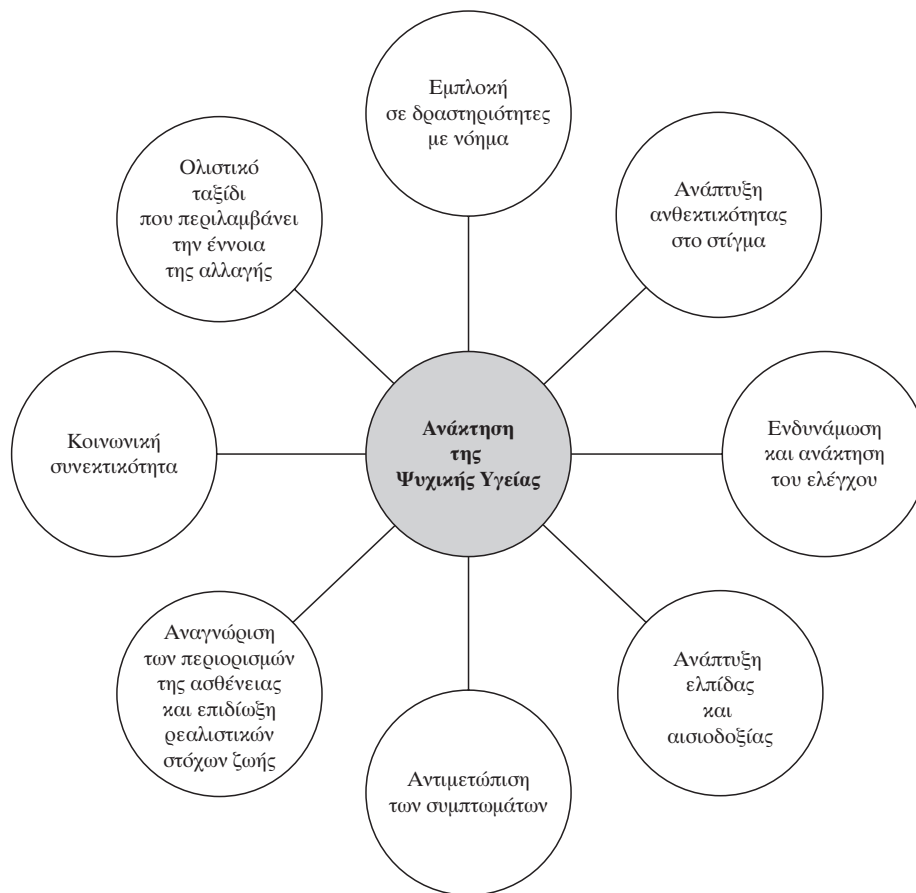 Εμπλοκή
σε δραστηριότητες
με νόημα
Ολιστικό
ταξίδι
που περιλαμβάνει
την έννοια
της αλλαγής
Ανάπτυξη
ανθεκτικότητας
στο στίγμα
Κοινωνική
συνεκτικότητα
Ανάκτηση
της
Ψυχικής Υγείας
Ενδυνάμωση
και ανάκτηση
του ελέγχου
Αναγνώριση
των περιορισμών
της ασθένειας
και επιδίωξη
ρεαλιστικών
στόχων ζωής
Ανάπτυξη
ελπίδας
και
αισιοδοξίας
Αντιμετώπιση
των συμπτωμάτων